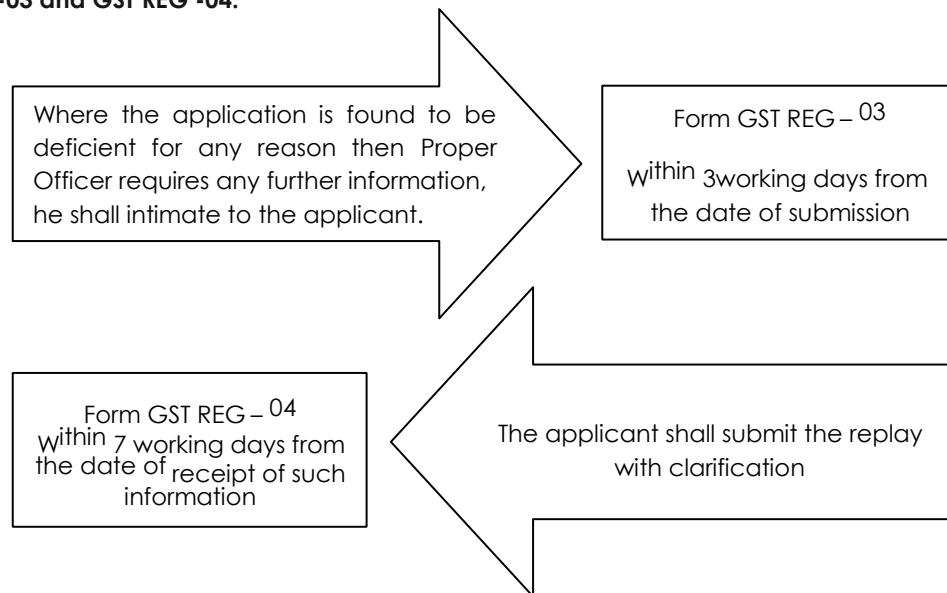 -03 and GST REG -04.
Where the application is found to be
deficient for any reason then Proper
Officer requires any further information,
he shall intimate to the applicant.
Form GST REG – 03
Within 3working days from
the date of submission
Form GST REG – 04
Within 7 working days from
the date of receipt of such
information
The applicant shall submit the replay
with clarification